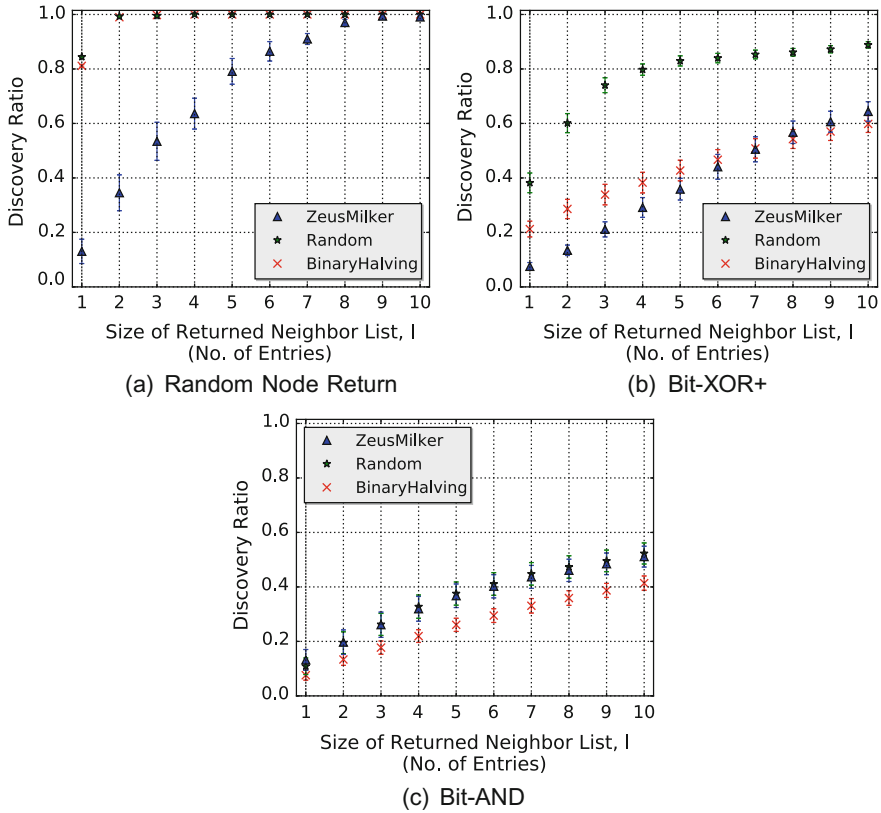 1.0
0.8
0.6
0.4
0.2
0.0
Discovery Ratio
ZeusMilker
Random
BinaryHalving
1 2 3 4 5 6 7 8 9 10
Size of Returned Neighbor List, l
(No. of Entries)
(a) Random Node Return
1.0
0.8
0.6
0.4
0.2
0.0
Discovery Ratio
ZeusMilker
Random
BinaryHalving
1 2 3 4 5 6 7 8 9 10
Size of Returned Neighbor List, l
(No. of Entries)
(b) Bit-XOR+
1.0
0.8
0.6
0.4
0.2
0.0
Discovery Ratio
ZeusMilker
Random
BinaryHalving
1 2 3 4 5 6 7 8 9 10
Size of Returned Neighbor List, l
(No. of Entries)
(c) Bit-AND